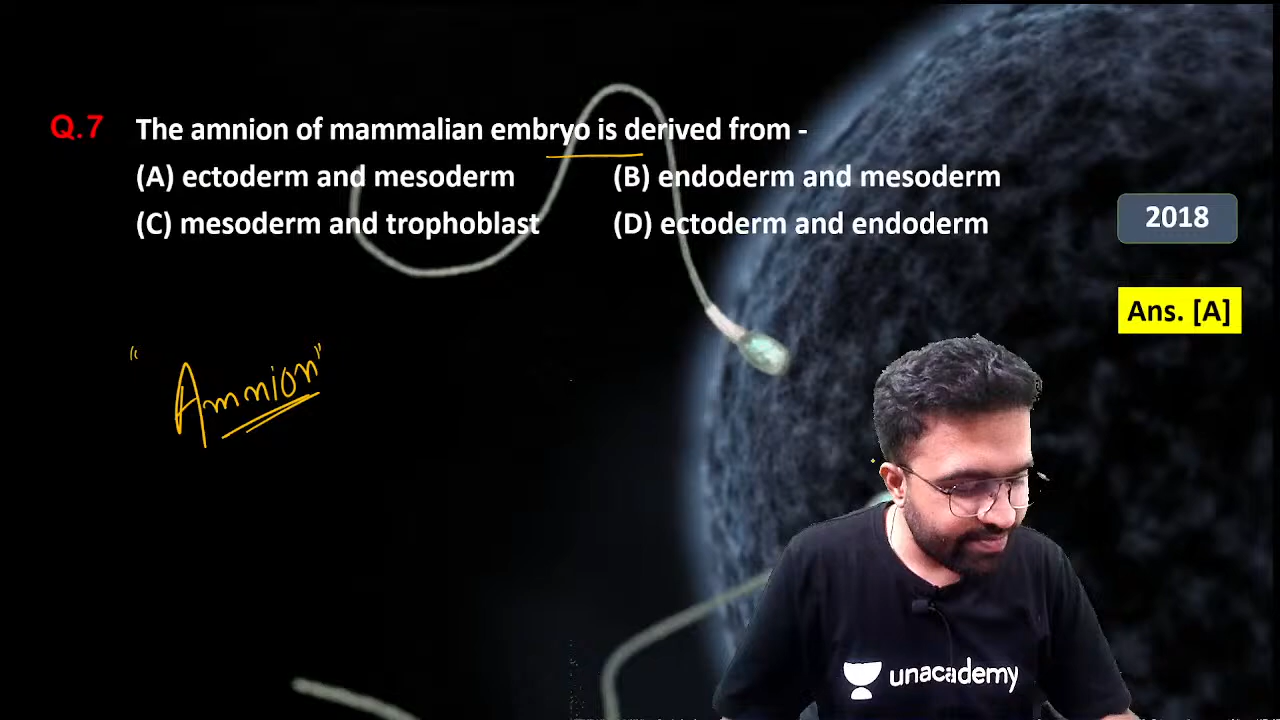 Q.7 The amnion of mammalian embryo is derived from -
(A) ectoderm and mesoderm (B) endoderm and mesoderm
(C) mesoderm and trophoblast (D) ectoderm and endoderm
2018
Ans. [A]
"Amnion"
unacademy